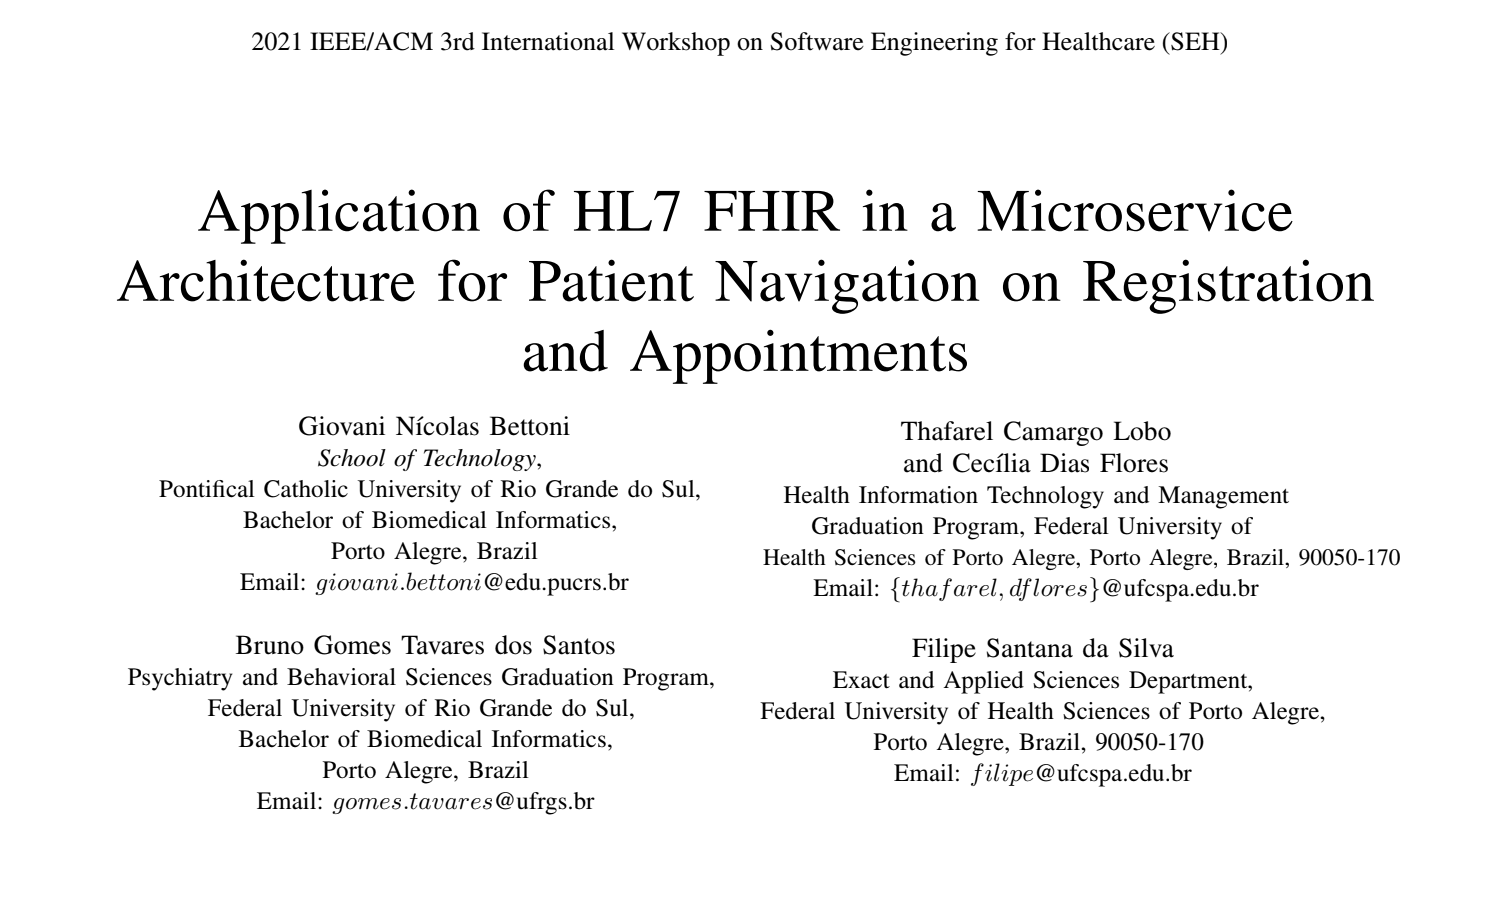 2021 IEEE/ACM 3rd International Workshop on Software Engineering for Healthcare (SEH)
Application of HL7 FHIR in a Microservice
Architecture for Patient Navigation on Registration
and Appointments
Giovani Nícolas Bettoni
School of Technology,
Pontifical Catholic University of Rio Grande do Sul,
Bachelor of Biomedical Informatics,
Porto Alegre, Brazil
Email: giovani.bettoni@edu.pucrs.br
Thafarel Camargo Lobo
and Cecília Dias Flores
Health Information Technology and Management
Graduation Program, Federal University of
Health Sciences of Porto Alegre, Porto Alegre, Brazil, 90050-170
Email: {thafarel, dflores}@ufcspa.edu.br
Bruno Gomes Tavares dos Santos
Psychiatry and Behavioral Sciences Graduation Program,
Federal University of Rio Grande do Sul,
Bachelor of Biomedical Informatics,
Porto Alegre, Brazil
Email: gomes.tavares@ufrgs.br
Filipe Santana da Silva
Exact and Applied Sciences Department,
Federal University of Health Sciences of Porto Alegre,
Porto Alegre, Brazil, 90050-170
Email: filipe@ufcspa.edu.br